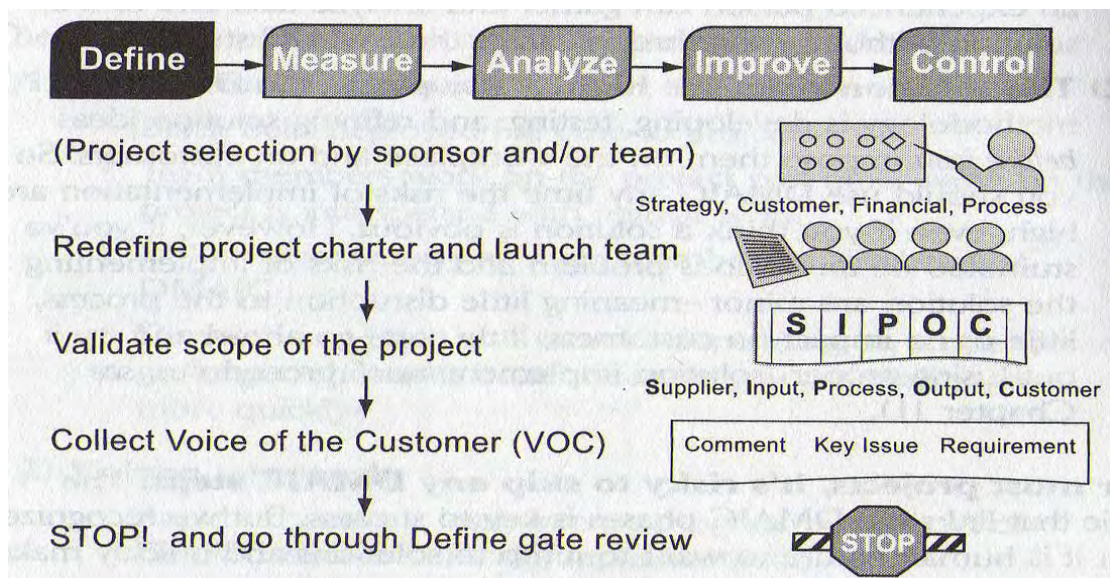 Define Measure Analyze Improve Control
(Project selection by sponsor and/or team)
Strategy, Customer, Financial, Process
Redefine project charter and launch team
S I P O C
Validate scope of the project
Supplier, Input, Process, Output, Customer
Collect Voice of the Customer (VOC)
Comment Key Issue Requirement
STOP! and go through Define gate review
STOP